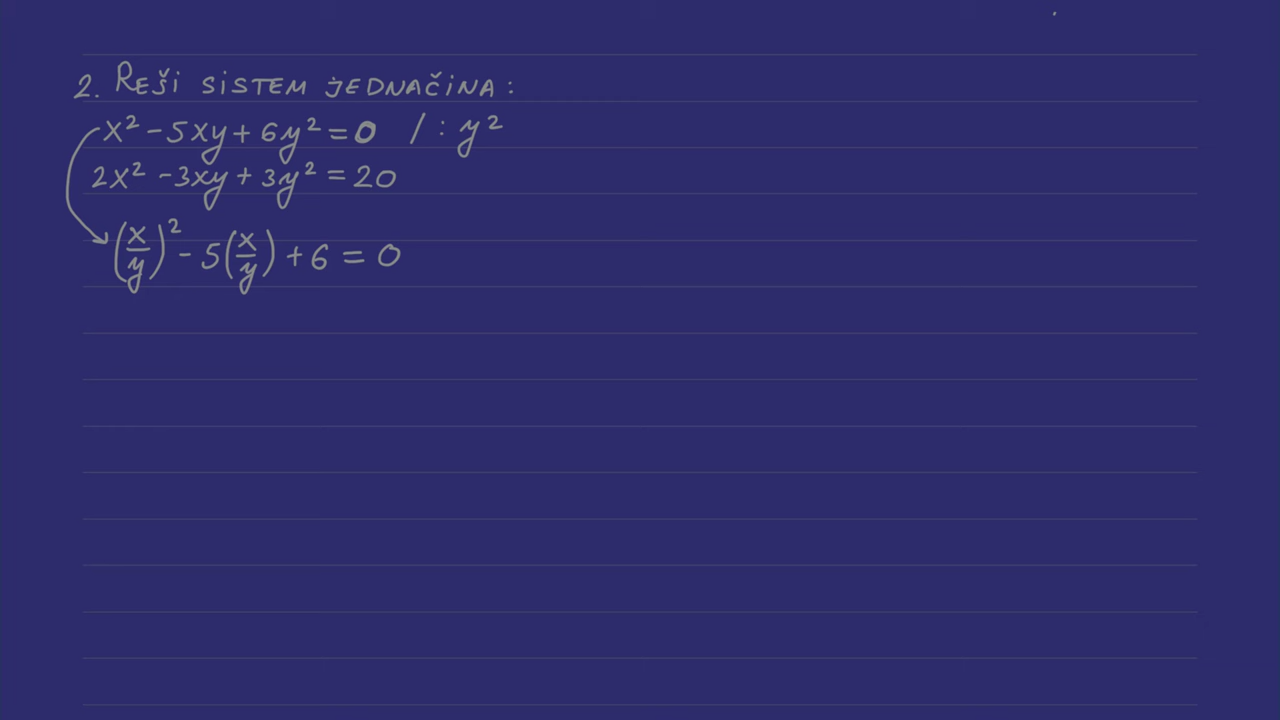 2. Reši sistem jednačina:
x² - 5xy + 6y² = 0 / : y²
2x² - 3xy + 3y² = 20
(x/y)² - 5(x/y) + 6 = 0